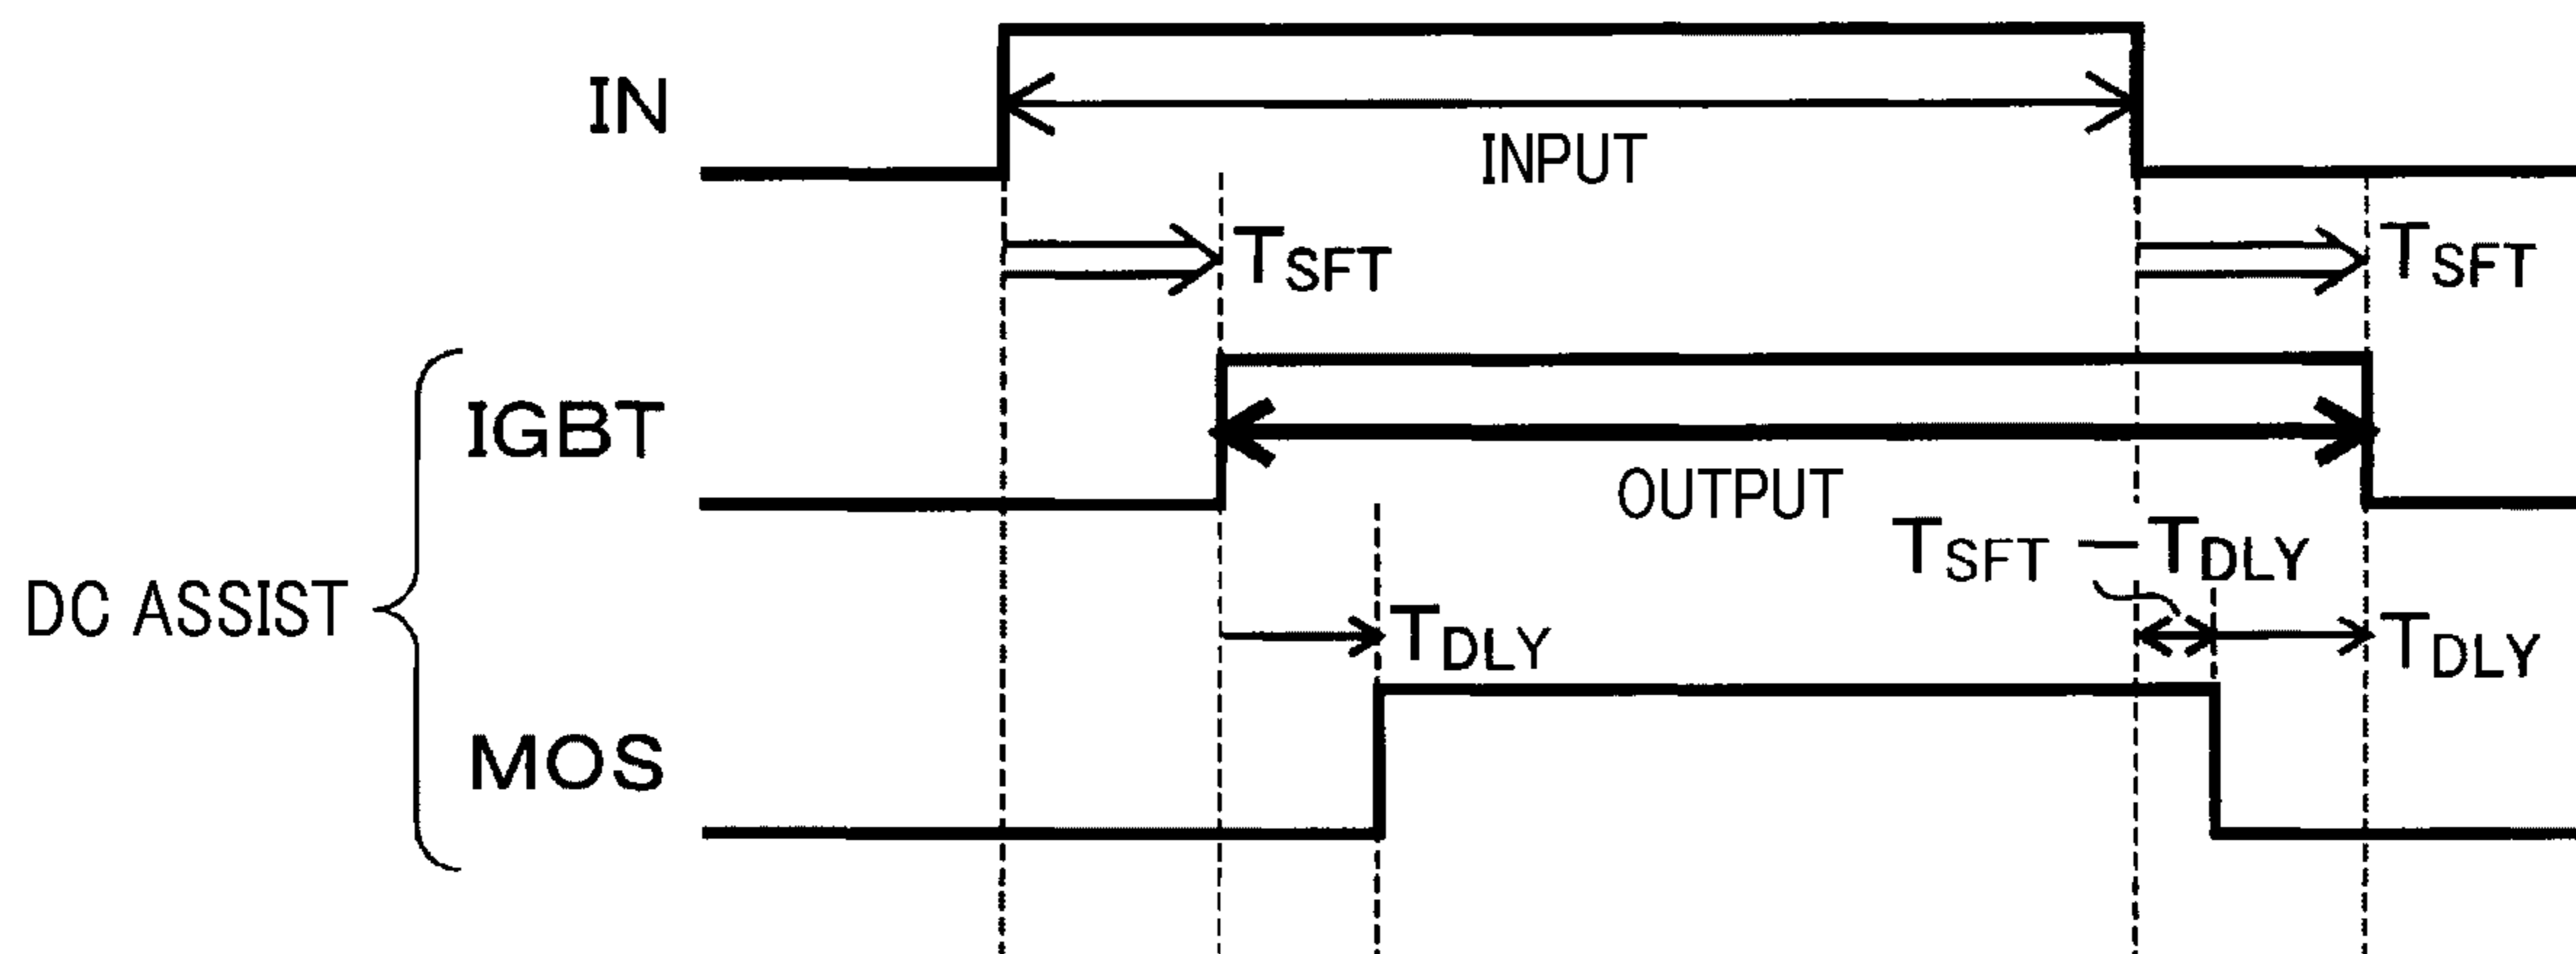 IN
INPUT
TSFT
TSFT
IGBT
OUTPUT
TSFT − TDLY
DC ASSIST
TDLY
TDLY
MOS